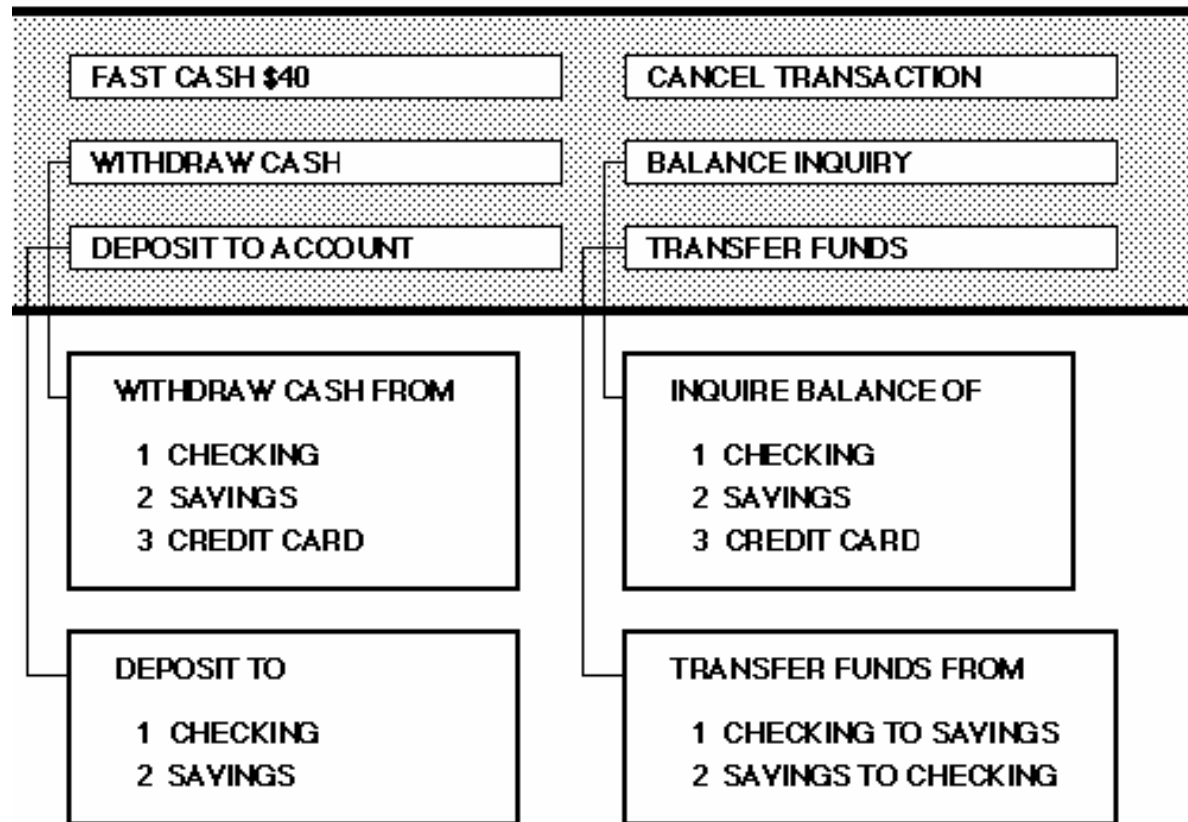 FAST CASH $40
CANCEL TRANSACTION
WITHDRAW CASH
BALANCE INQUIRY
DEPOSIT TO ACCOUNT
TRANSFER FUNDS
WITHDRAW CASH FROM
1 CHECKING
2 SAVINGS
3 CREDIT CARD
INQUIRE BALANCE OF
1 CHECKING
2 SAVINGS
3 CREDIT CARD
DEPOSIT TO
1 CHECKING
2 SAVINGS
TRANSFER FUNDS FROM
1 CHECKING TO SAVINGS
2 SAVINGS TO CHECKING